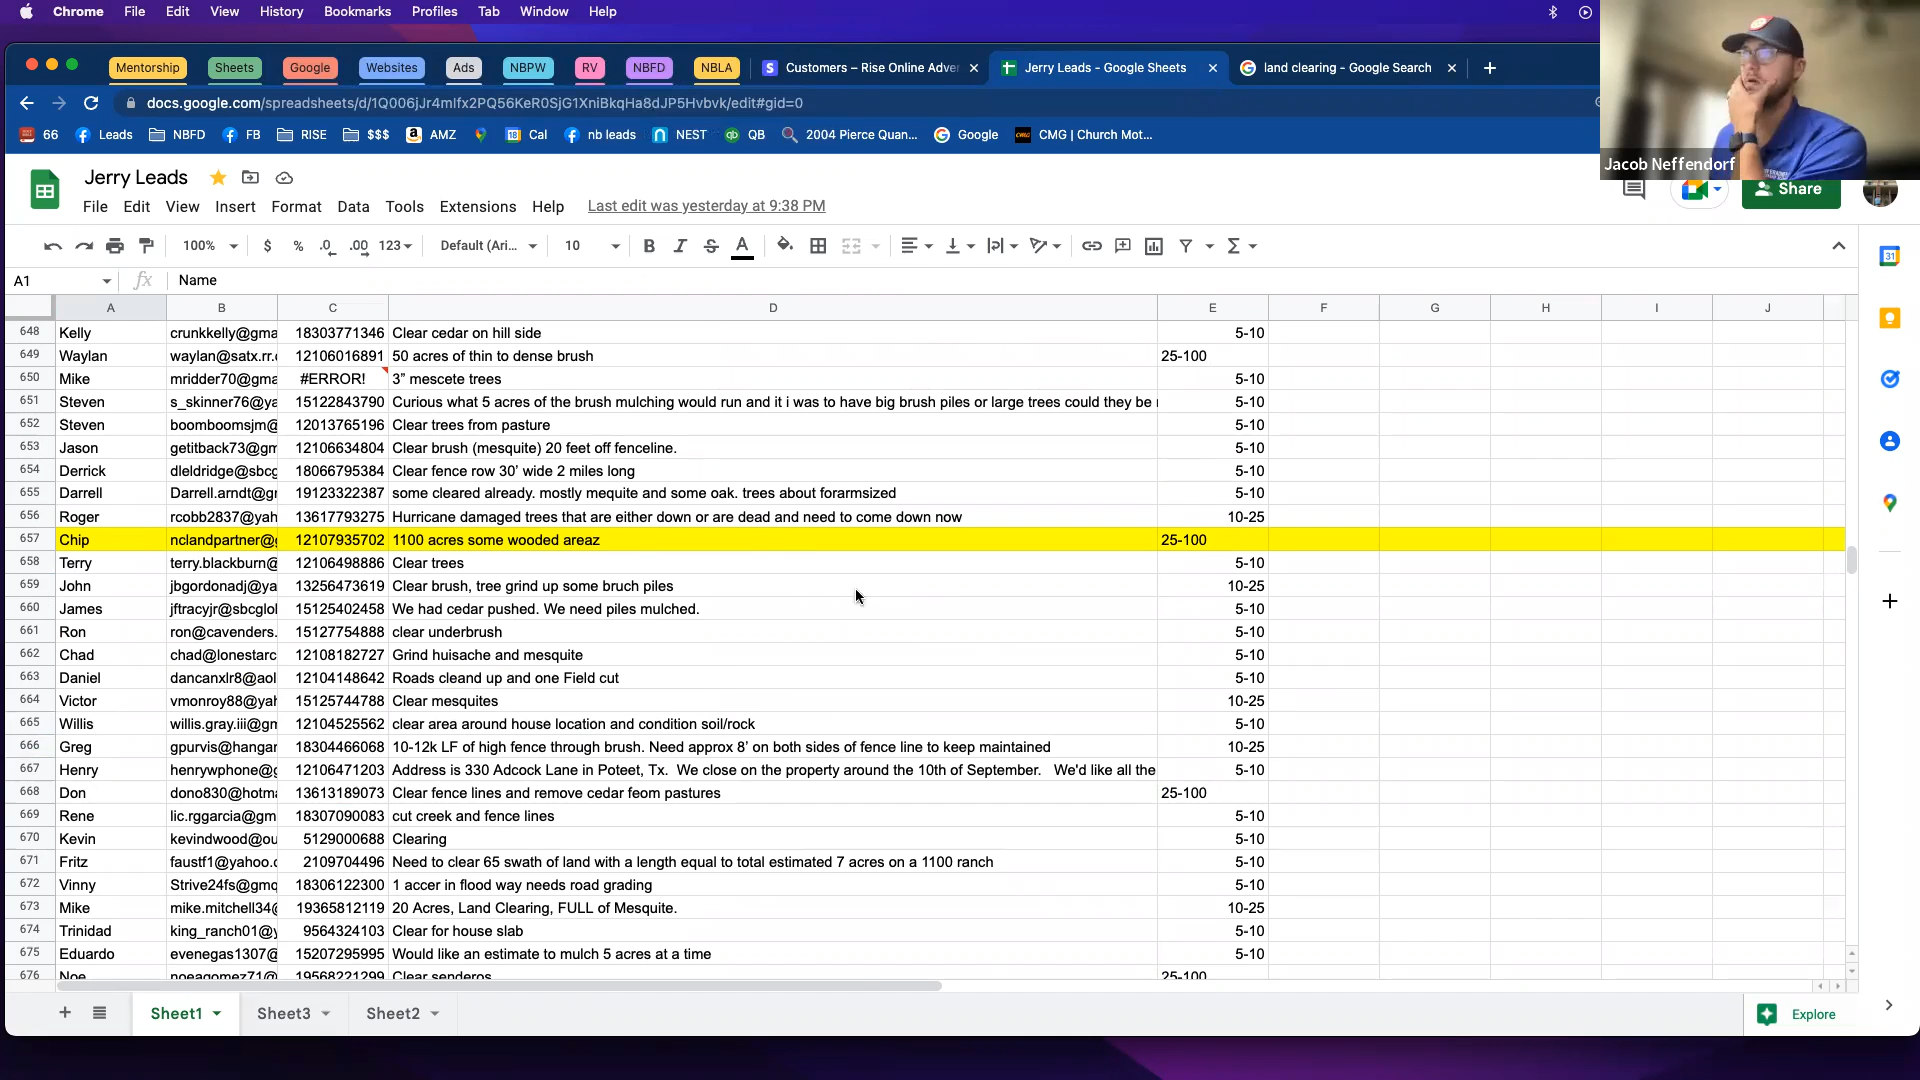 Chrome File Edit View History Bookmarks Profiles Tab Window Help
Mentorship Sheets Google Websites Ads NBPW RV NBFD NBLA Customers – Rise Online Adver Jerry Leads - Google Sheets land clearing - Google Search
docs.google.com/spreadsheets/d/1Q006jJr4mIfx2PQ56KeR0SjG1XniBkqHa8dJP5Hvbvk/edit#gid=0
66 Leads NBFD FB RISE $$$ AMZ 18 Cal nb leads NEST qb QB 2004 Pierce Quan... Google CMG CMG | Church Mot...
Jacob Neffendorf
Jerry Leads
File Edit View Insert Format Data Tools Extensions Help Last edit was yesterday at 9:38 PM
Share
100% $ % .0 .00 123 Default (Ari... 10 B I S A Σ
31
A1 fx Name
A B C D E F G H I J
648 Kelly crunkkelly@gma 18303771346 Clear cedar on hill side 5-10
649 Waylan waylan@satx.rr. 12106016891 50 acres of thin to dense brush 25-100
650 Mike mridder70@gma #ERROR! 3” mescete trees 5-10
651 Steven s_skinner76@ya 15122843790 Curious what 5 acres of the brush mulching would run and it i was to have big brush piles or large trees could they be 5-10
652 Steven boomboomsjm@ 12013765196 Clear trees from pasture 5-10
653 Jason getitback73@gm 12106634804 Clear brush (mesquite) 20 feet off fenceline. 5-10
654 Derrick dleldridge@sbcg 18066795384 Clear fence row 30’ wide 2 miles long 5-10
655 Darrell Darrell.arndt@gr 19123322387 some cleared already. mostly mequite and some oak. trees about forarmsized 5-10
656 Roger rcobb2837@yah 13617793275 Hurricane damaged trees that are either down or are dead and need to come down now 10-25
657 Chip nclandpartner@g 12107935702 1100 acres some wooded areaz 25-100
658 Terry terry.blackburn@ 12106498886 Clear trees 5-10
659 John jbgordonadj@ya 13256473619 Clear brush, tree grind up some bruch piles 10-25
660 James jftracyjr@sbcglol 15125402458 We had cedar pushed. We need piles mulched. 5-10
661 Ron ron@cavenders. 15127754888 clear underbrush 5-10
662 Chad chad@lonestarc 12108182727 Grind huisache and mesquite 5-10
663 Daniel dancanxlr8@aol 12104148642 Roads cleand up and one Field cut 5-10
664 Victor vmonroy88@yah 15125744788 Clear mesquites 10-25
665 Willis willis.gray.iii@gm 12104525562 clear area around house location and condition soil/rock 5-10
666 Greg gpurvis@hangar 18304466068 10-12k LF of high fence through brush. Need approx 8’ on both sides of fence line to keep maintained 10-25
667 Henry henrywphone@g 12106471203 Address is 330 Adcock Lane in Poteet, Tx. We close on the property around the 10th of September. We'd like all the 5-10
668 Don dono830@hotma 13613189073 Clear fence lines and remove cedar feom pastures 25-100
669 Rene lic.rggarcia@gm 18307090083 cut creek and fence lines 5-10
670 Kevin kevindwood@ou 5129000688 Clearing 5-10
671 Fritz faustf1@yahoo.c 2109704496 Need to clear 65 swath of land with a length equal to total estimated 7 acres on a 1100 ranch 5-10
672 Vinny Strive24fs@gmq 18306122300 1 accer in flood way needs road grading 5-10
673 Mike mike.mitchell34@ 19365812119 20 Acres, Land Clearing, FULL of Mesquite. 10-25
674 Trinidad king_ranch01@y 9564324103 Clear for house slab 5-10
675 Eduardo evenegas1307@ 15207295995 Would like an estimate to mulch 5 acres at a time 5-10
676 Noe noeagomez71@ 19568221299 Clear senderos 25-100
Sheet1 Sheet3 Sheet2 Explore